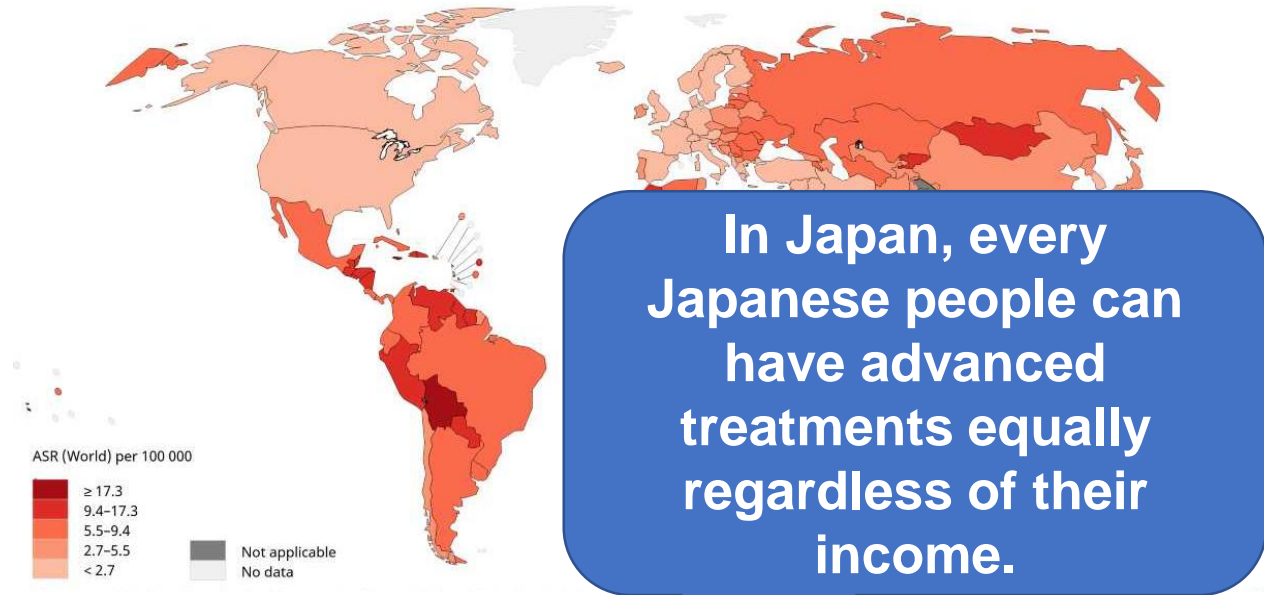 In Japan, every
Japanese people can
have advanced
treatments equally
regardless of their
income.
ASR (World) per 100 000
≥ 17.3
9.4–17.3
5.5–9.4
2.7–5.5
< 2.7
Not applicable
No data